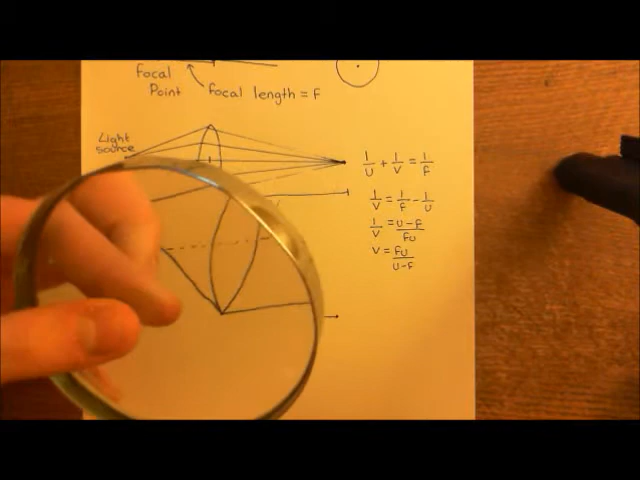 Focal
Point
focal length = F
Light
source
1/U + 1/V = 1/F
1/V = 1/F - 1/U
1/V = U-F/FU
V = FU/U-F